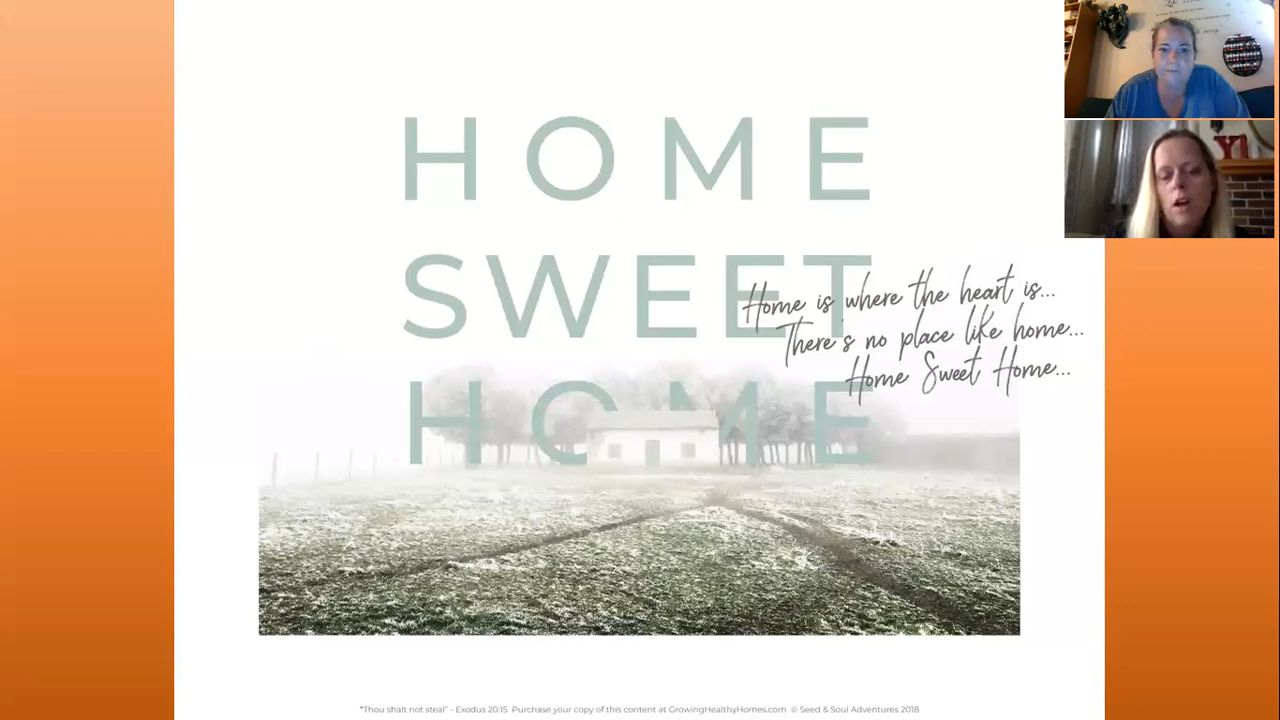 HOME
SWEET
HOME
Home is where the heart is...
There's no place like home...
Home Sweet Home...
"Thou shalt not steal" - Exodus 20:15 Purchase your copy of this content at GrowingHealthyHomes.com © Seed & Soul Adventures 2018